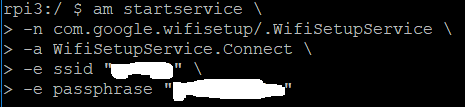 rpi3:/ $ am startservice \
> -n com.google.wifisetup/.WifiSetupService \
> -a WifiSetupService.Connect \
> -e ssid "" \
> -e passphrase ""